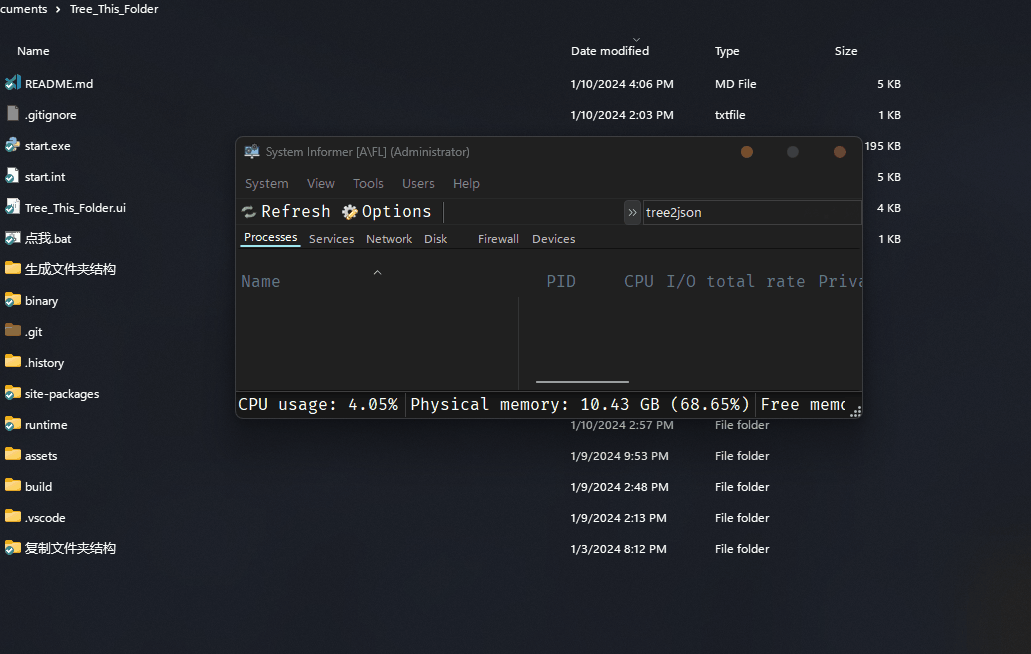 cuments > Tree_This_Folder
Name Date modified Type Size
README.md 1/10/2024 4:06 PM MD File 5 KB
.gitignore 1/10/2024 2:03 PM txtfile 1 KB
start.exe 195 KB
start.int 5 KB
Tree_This_Folder.ui 4 KB
点我.bat 1 KB
生成文件夹结构
binary
.git
.history
site-packages
runtime 1/10/2024 2:57 PM File folder
assets 1/9/2024 9:53 PM File folder
build 1/9/2024 2:48 PM File folder
.vscode 1/9/2024 2:13 PM File folder
复制文件夹结构 1/3/2024 8:12 PM File folder
System Informer [A\FL] (Administrator)
System View Tools Users Help
Refresh Options » tree2json
Processes Services Network Disk Firewall Devices
Name PID CPU I/O total rate Priva
CPU usage: 4.05% Physical memory: 10.43 GB (68.65%) Free memo